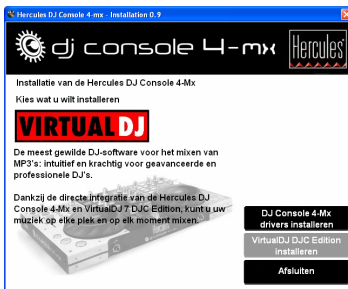 Hercules DJ Console 4-mx - Installation 0.9
dj console 4-mx
Hercules
Installatie van de Hercules DJ Console 4-Mx
Kies wat u wilt installeren
VIRTUAL DJ
De meest gewilde DJ-software voor het mixen van
MP3's: intuïtief en krachtig voor geavanceerde en
professionele DJ's.
Dankzij de directe integratie van de Hercules DJ
Console 4-Mx en VirtualDJ 7 DJC Edition, kunt u uw
muziek op elke plek en op elk moment mixen.
DJ Console 4-Mx
drivers installeren
VirtualDJ DJC Edition
installeren
Afsluiten